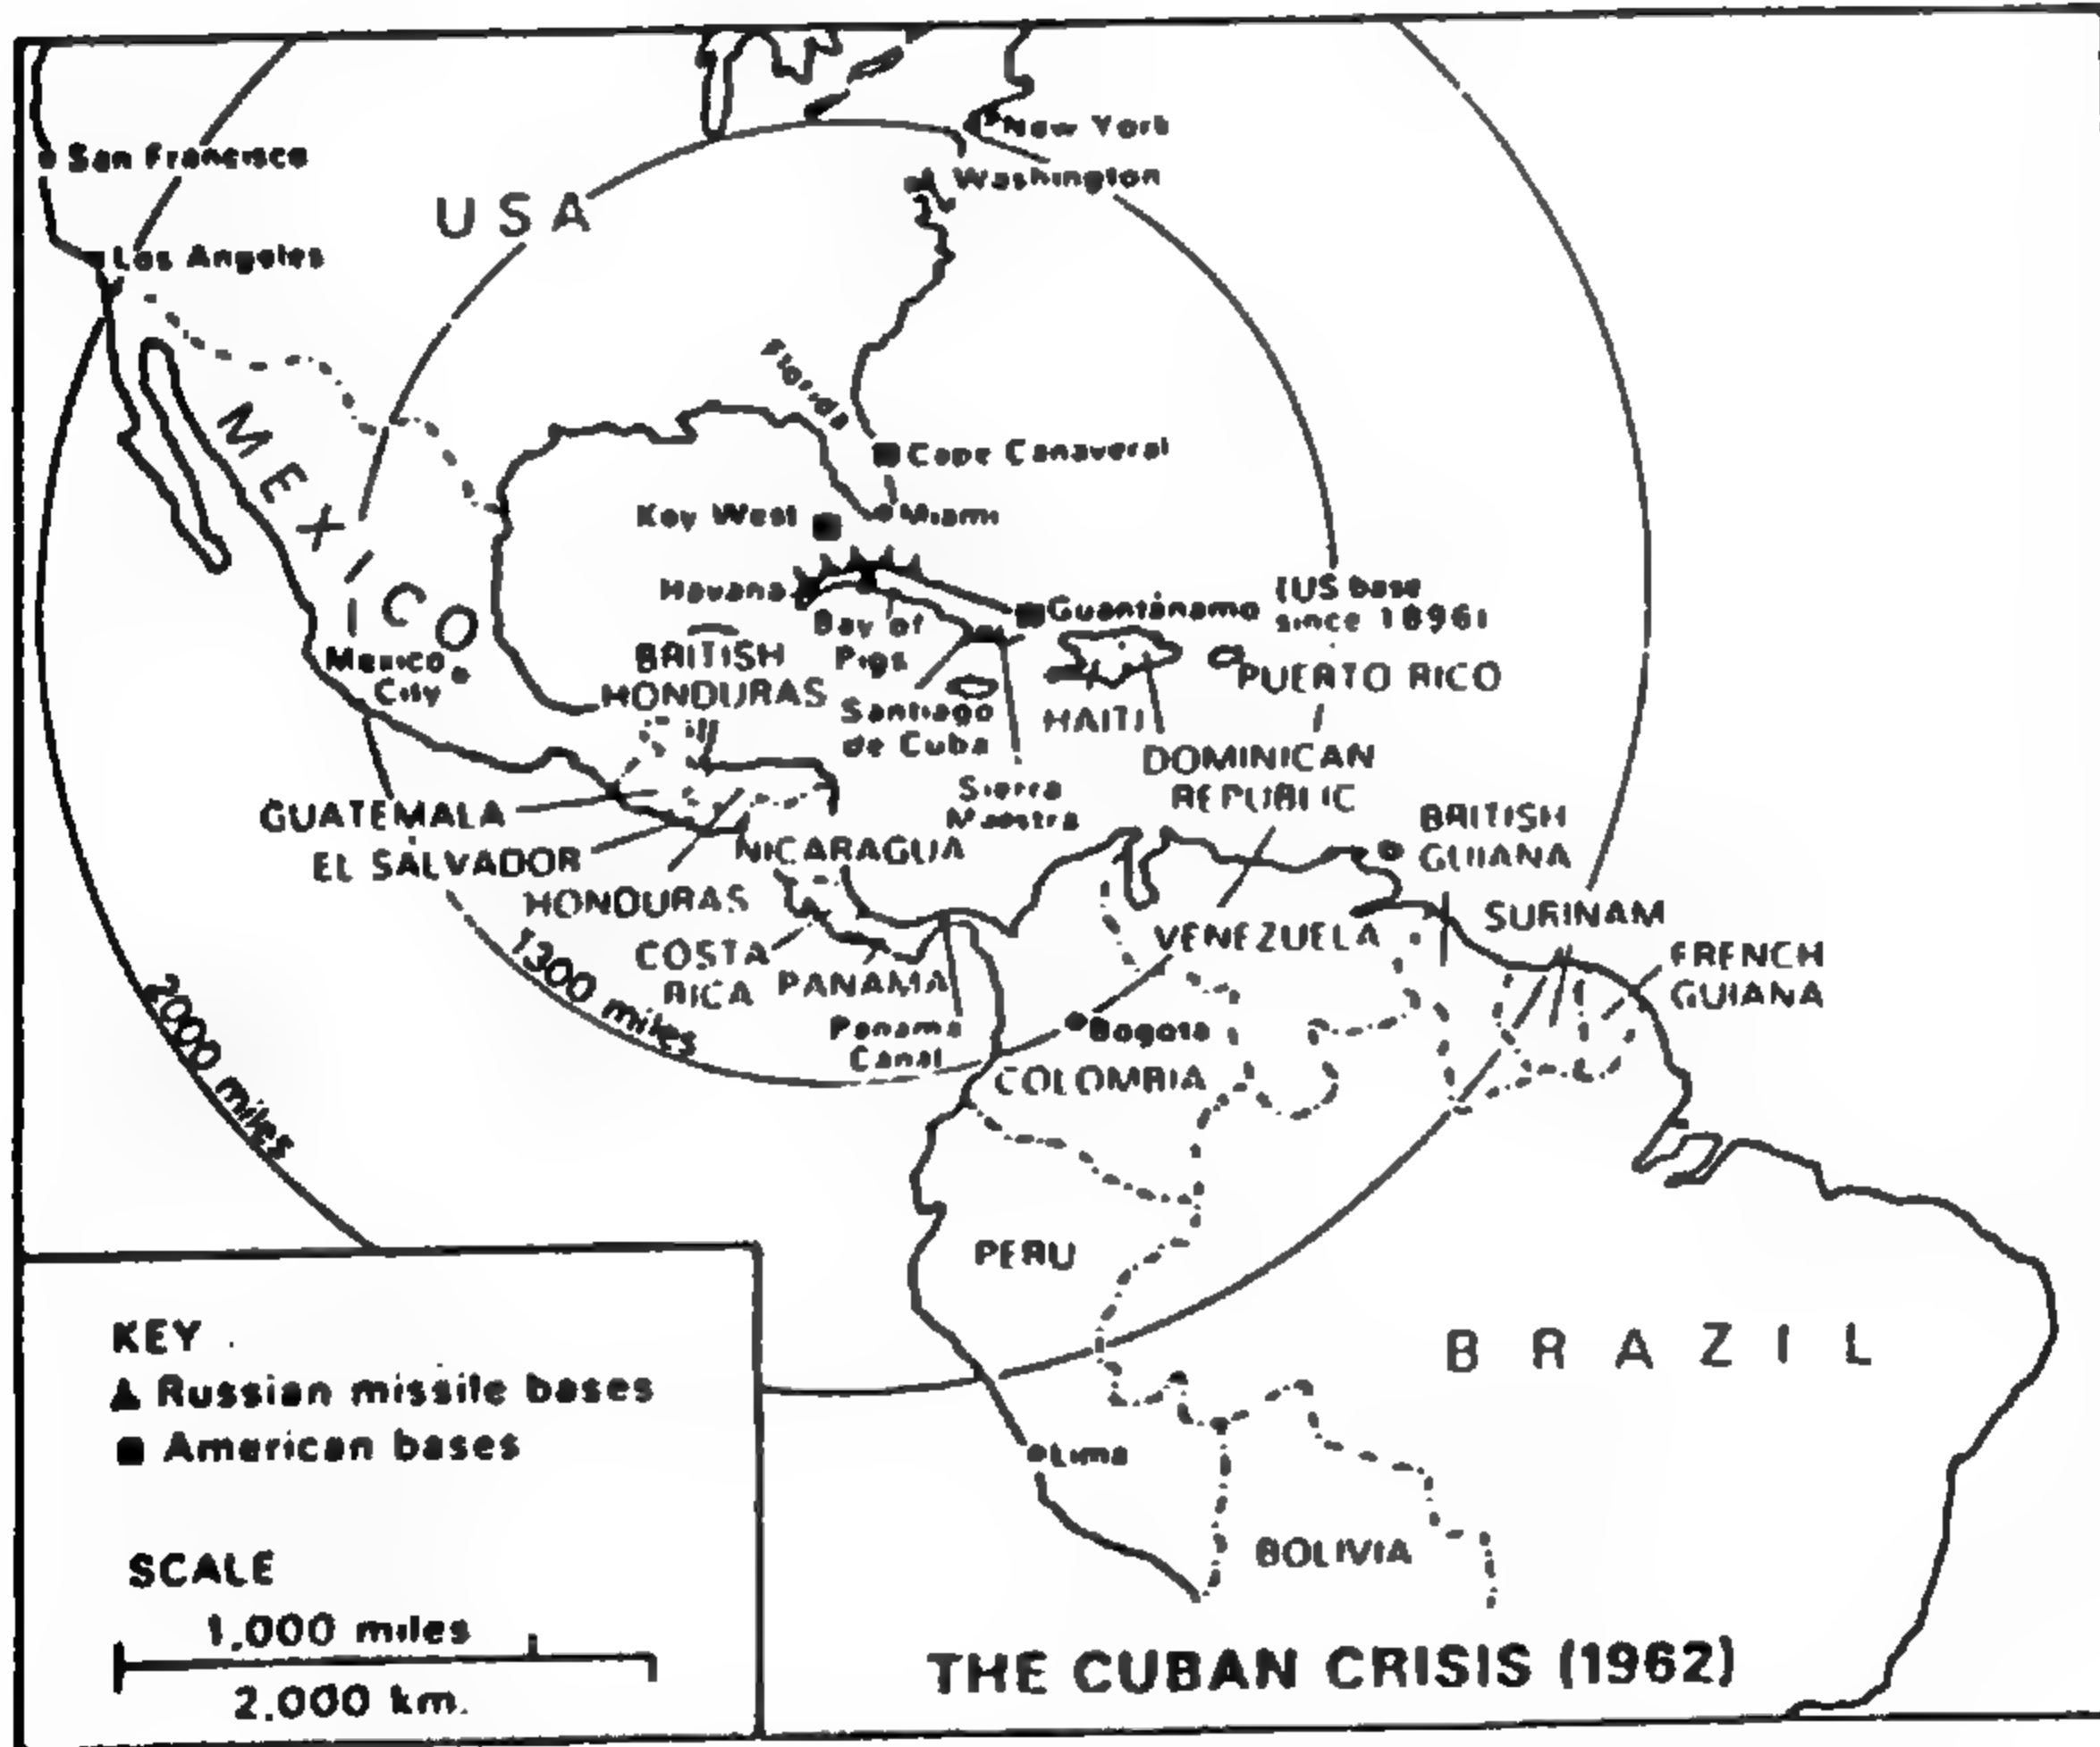 New York
San Francisco
Washington
USA
Los Angeles
Florida
MEXICO
Cape Canaveral
Key West
Miami
Havana
Guantánamo
(US base
since 1896)
Bay of
Pigs
BRITISH
HONDURAS
Mexico
City
PUERTO RICO
Santiago
de Cuba
HAITI
DOMINICAN
REPUBLIC
Sierra
Maestra
GUATEMALA
BRITISH
GUIANA
EL SALVADOR
NICARAGUA
HONDURAS
SURINAM
COSTA
RICA
PANAMA
VENEZUELA
FRENCH
GUIANA
1300 miles
2000 miles
Panama
Canal
Bogota
COLOMBIA
PERU
BRAZIL
Lima
BOLIVIA
KEY
Russian missile bases
American bases
SCALE
1,000 miles
2.000 km.
THE CUBAN CRISIS (1962)